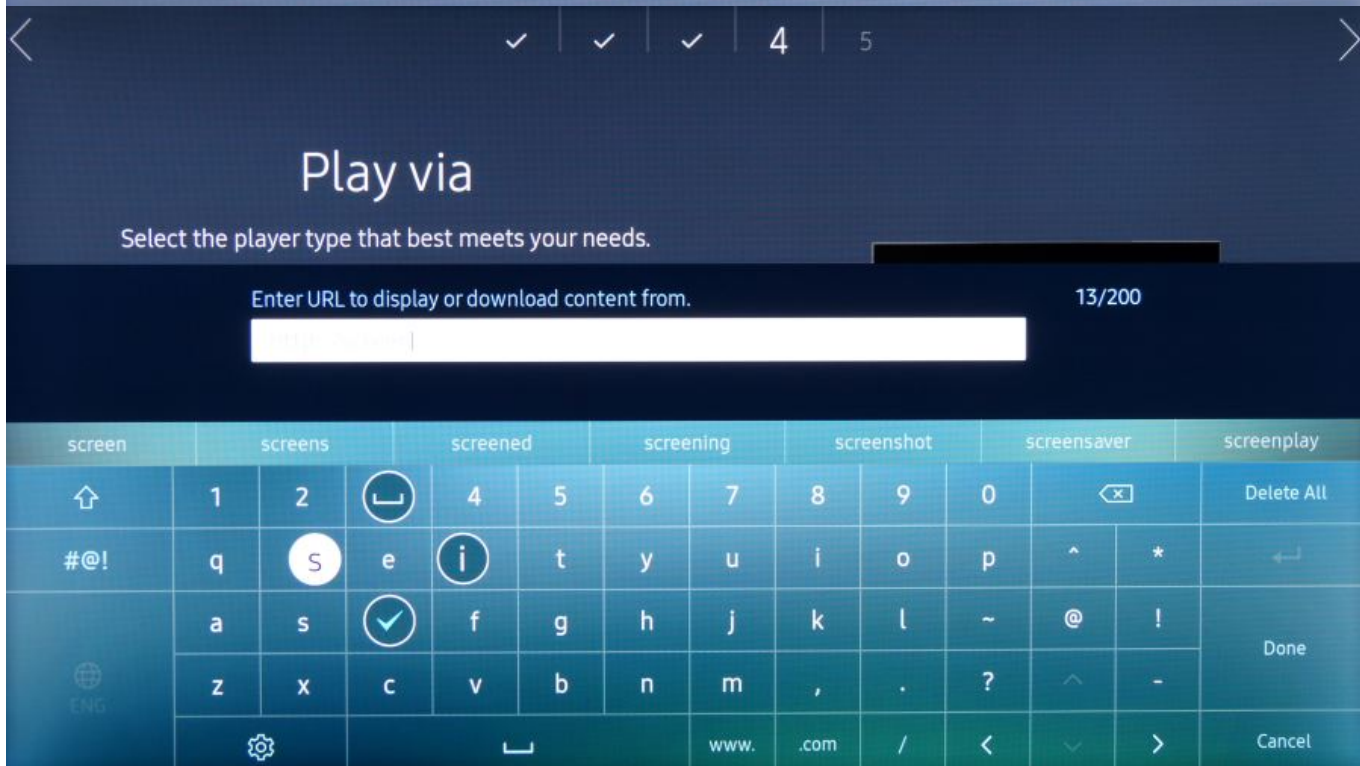 4 5
Play via
Select the player type that best meets your needs.
Enter URL to display or download content from. 13/200
screen screens screened screening screenshot screensaver screenplay
1 2 4 5 6 7 8 9 0 Delete All
#@! q s e i t y u i o p ^ *
a s f g h j k l ~ @ !
Done
ENG z x c v b n m , . ? -
www. .com / < > Cancel